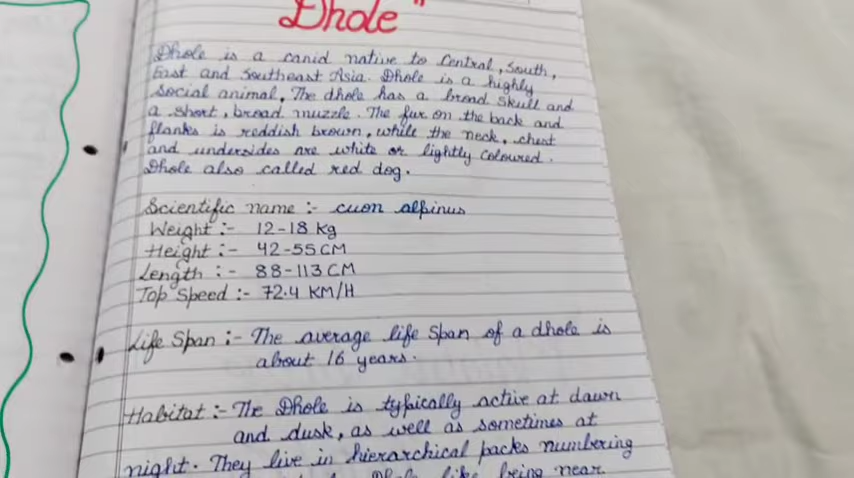 Dhole"
Dhole is a canid native to Central, South,
East and Southeast Asia. Dhole is a highly
social animal, The dhole has a broad skull and
a short, broad muzzle. The fur on the back and
flanks is reddish brown, while the neck, chest
and undersides are white or lightly coloured.
Dhole also called red dog.
Scientific name :- cuon alpinus
Weight :- 12-18 Kg
Height :- 42-55 CM
Length :- 88-113 CM
Top Speed :- 72.4 KM/H
Life Span :- The average life span of a dhole is
about 16 years.
Habitat :- The Dhole is typically active at dawn
and dusk, as well as sometimes at
night. They live in hierarchical packs numbering
Dhole like being near